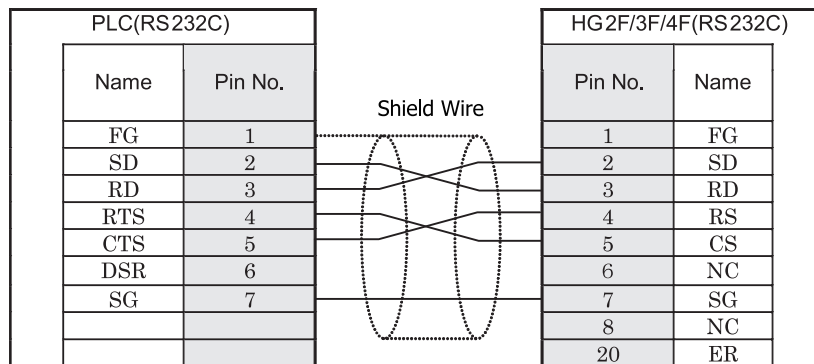 PLC(RS232C) HG2F/3F/4F(RS232C)
Name Pin No. Pin No. Name
Shield Wire
FG 1 1 FG
SD 2 2 SD
RD 3 3 RD
RTS 4 4 RS
CTS 5 5 CS
DSR 6 6 NC
SG 7 7 SG
8 NC
20 ER